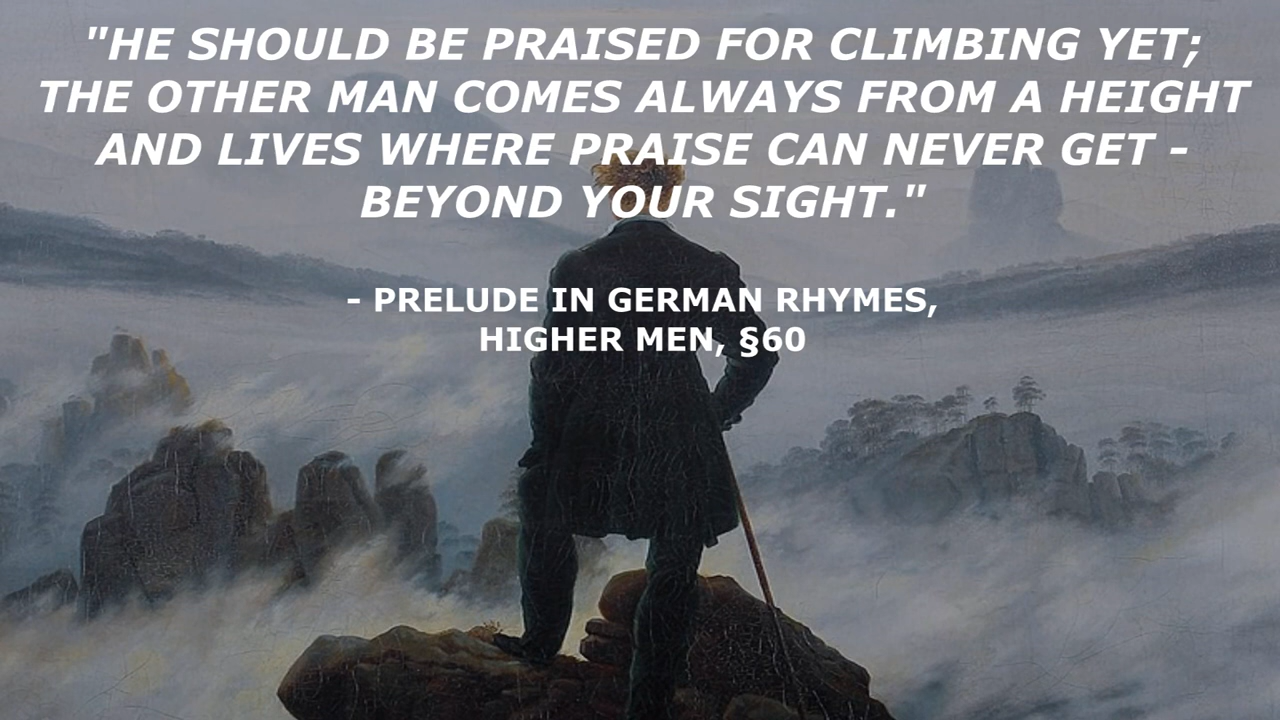 "HE SHOULD BE PRAISED FOR CLIMBING YET;
THE OTHER MAN COMES ALWAYS FROM A HEIGHT
AND LIVES WHERE PRAISE CAN NEVER GET -
BEYOND YOUR SIGHT."
- PRELUDE IN GERMAN RHYMES,
HIGHER MEN, §60